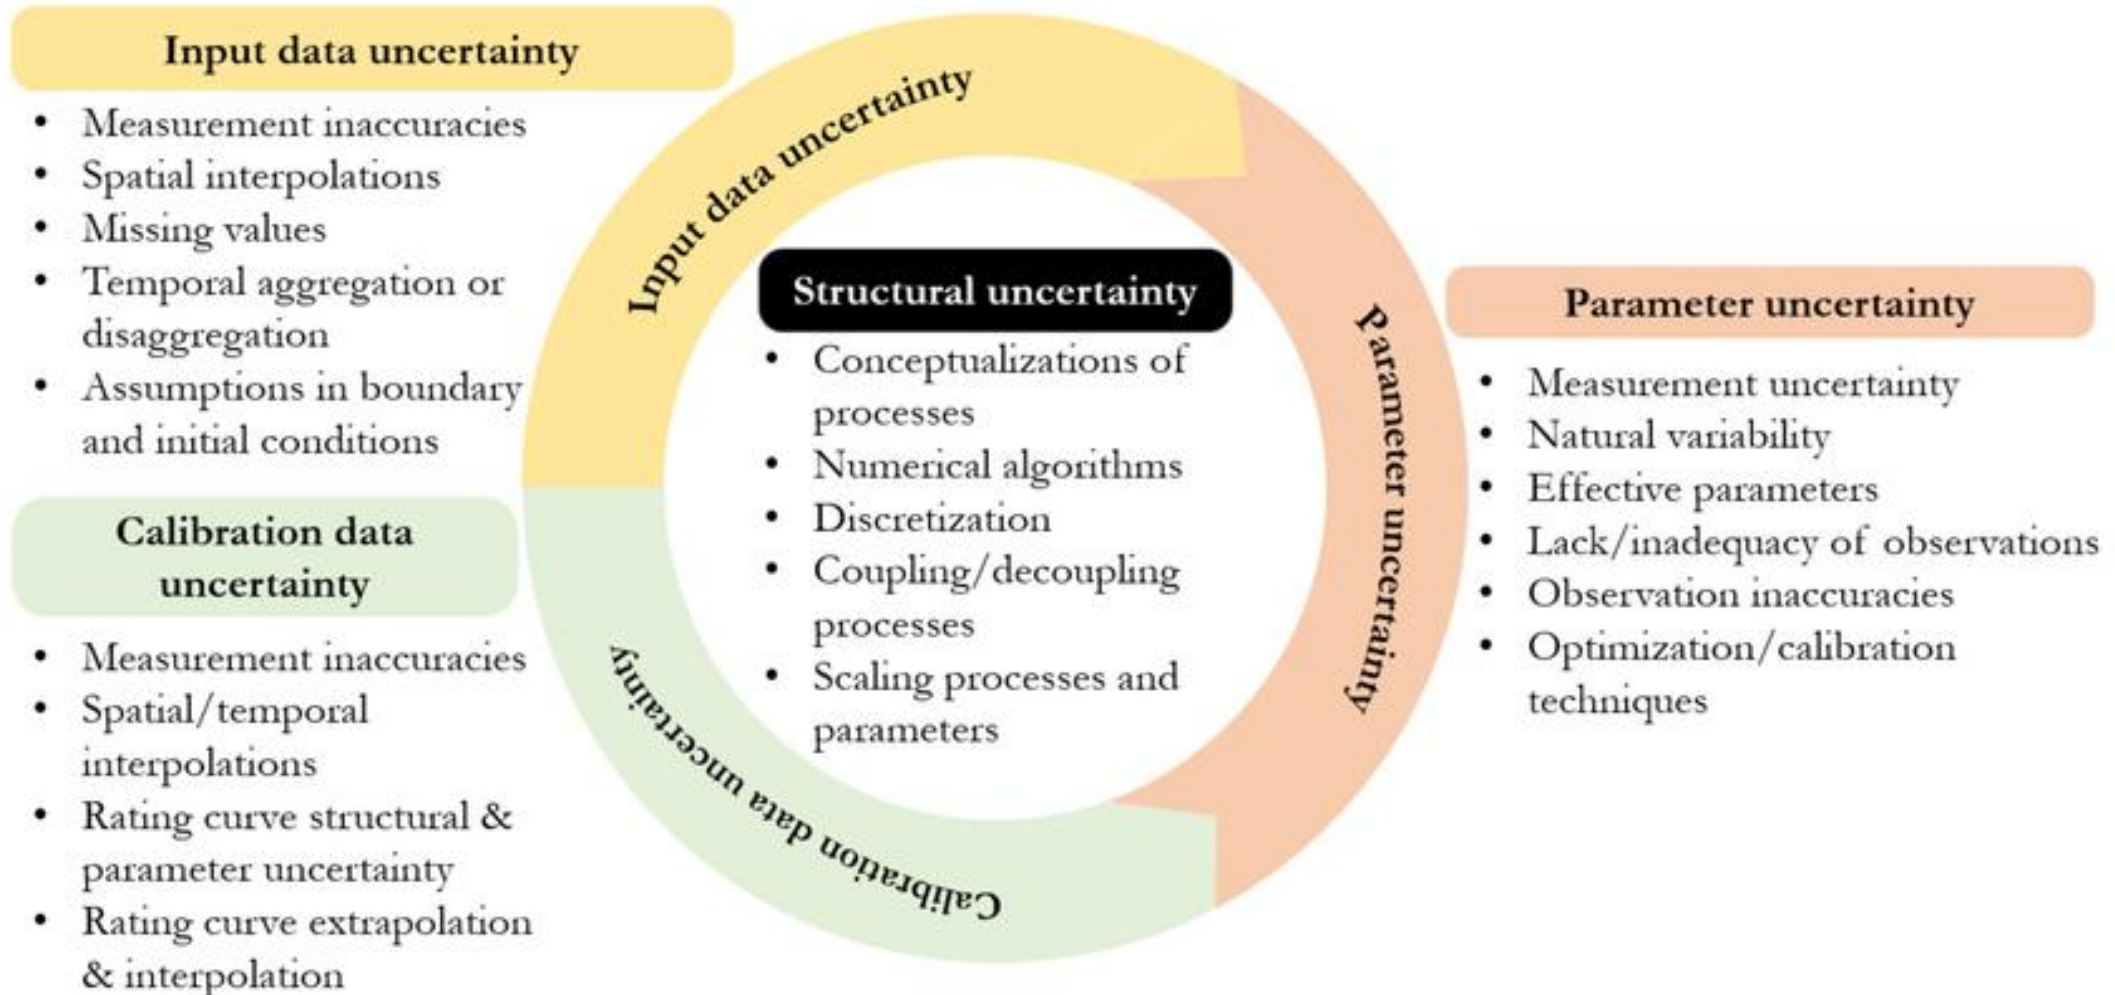 Input data uncertainty
• Measurement inaccuracies
• Spatial interpolations
• Missing values
• Temporal aggregation or
disaggregation
• Assumptions in boundary
and initial conditions
Calibration data
uncertainty
• Measurement inaccuracies
• Spatial/temporal
interpolations
• Rating curve structural &
parameter uncertainty
• Rating curve extrapolation
& interpolation
Input data uncertainty
Structural uncertainty
• Conceptualizations of
processes
• Numerical algorithms
• Discretization
• Coupling/decoupling
processes
• Scaling processes and
parameters
Calibration data uncertainty
Parameter uncertainty
Parameter uncertainty
• Measurement uncertainty
• Natural variability
• Effective parameters
• Lack/inadequacy of observations
• Observation inaccuracies
• Optimization/calibration
techniques